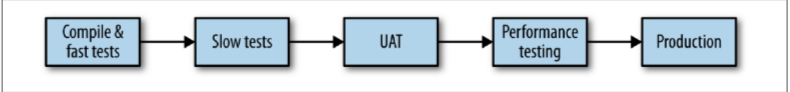 Compile &
fast tests
Slow tests
UAT
Performance
testing
Production